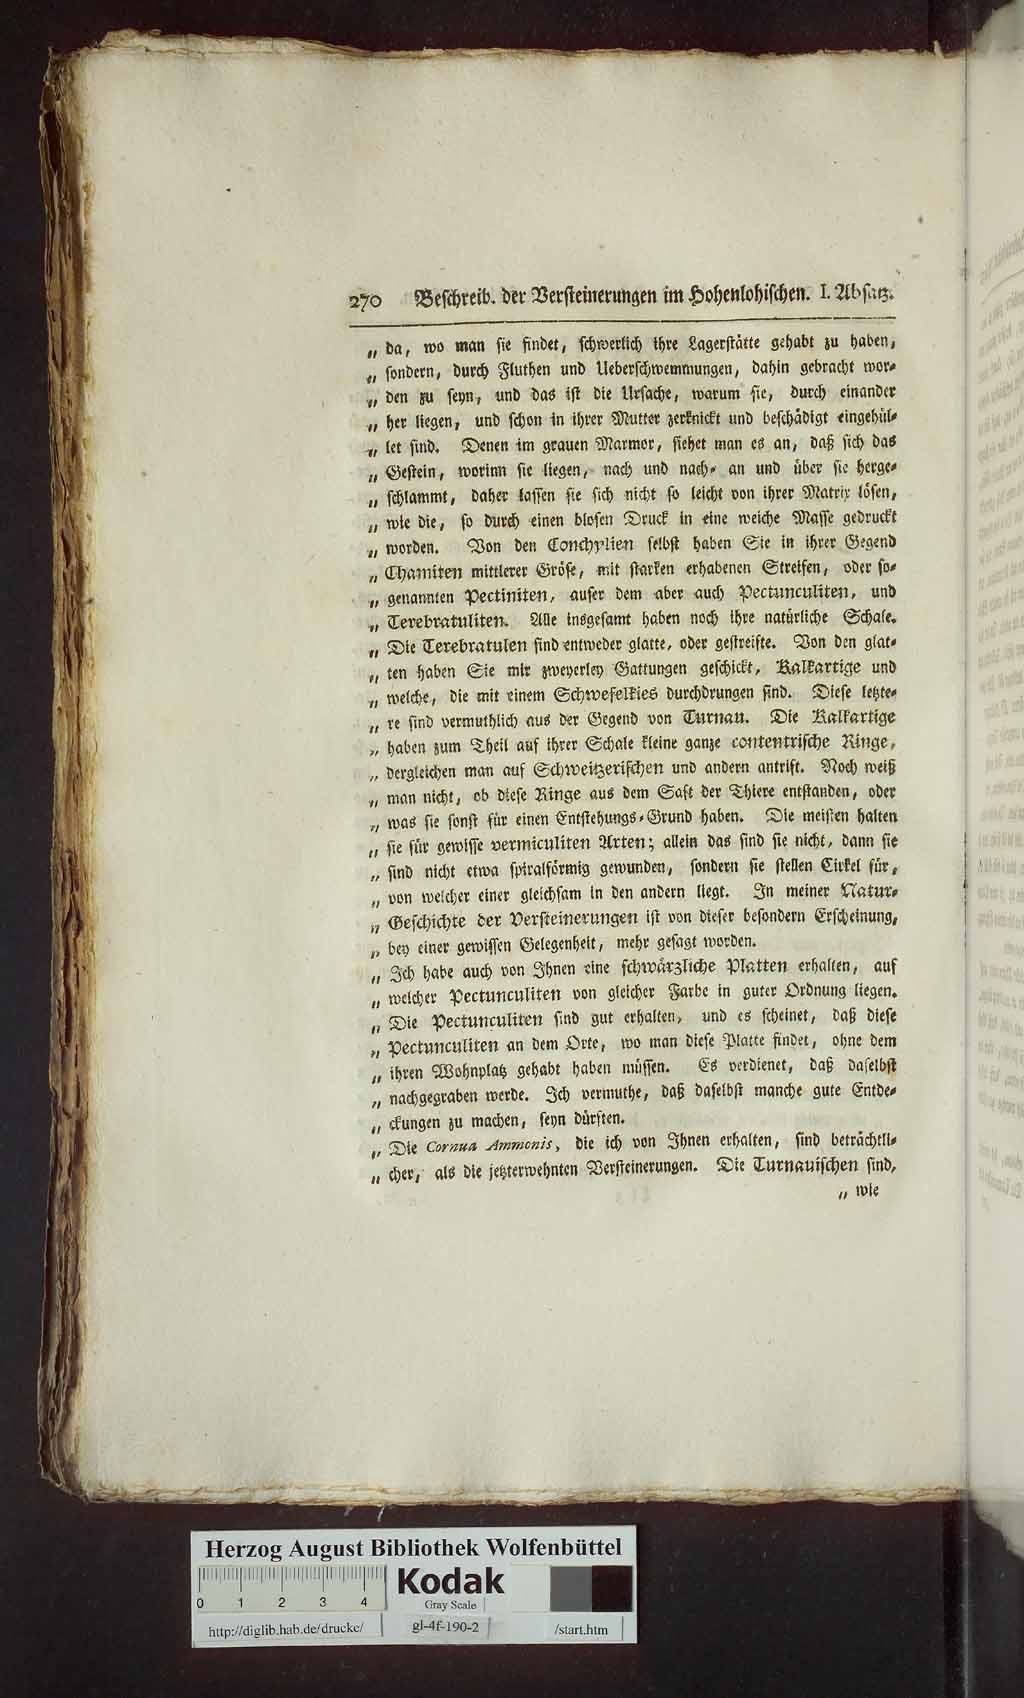 270 Beschreib. der Versteinerungen im Hohenlohischen. I. Absatz.
„ da, wo man sie findet, schwerlich ihre Lagerstätte gehabt zu haben,
„ sondern, durch Fluthen und Ueberschwemmungen, dahin gebracht wor-
„ den zu seyn, und das ist die Ursache, warum sie, durch einander
„ her liegen, und schon in ihrer Mutter zerknickt und beschädigt eingehül-
„ let sind. Denen im grauen Marmor, siehet man es an, daß sich das
„ Gestein, worinn sie liegen, nach und nach- an und über sie herge-
„ schlammt, daher lassen sie sich nicht so leicht von ihrer Matrix lösen,
„ wie die, so durch einen blosen Druck in eine weiche Masse gedruckt
„ worden. Von den Conchylien selbst haben Sie in ihrer Gegend
„ Chamiten mittlerer Gröse, mit starken erhabenen Streifen, oder so-
„ genannten Pectiniten, auser dem aber auch Pectunculiten, und
„ Terebratuliten. Alle insgesamt haben noch ihre natürliche Schale.
„ Die Terebratulen sind entweder glatte, oder gestreifte. Von den glat-
„ ten haben Sie mir zweyerley Gattungen geschickt, Kalkartige und
„ welche, die mit einem Schwefelkies durchdrungen sind. Diese letzte-
„ re sind vermuthlich aus der Gegend von Turnau. Die Kalkartige
„ haben zum Theil auf ihrer Schale kleine ganze contentrische Ringe,
„ dergleichen man auf Schweitzerischen und andern antrift. Noch weiß
„ man nicht, ob diese Ringe aus dem Saft der Thiere entstanden, oder
„ was sie sonst für einen Entstehungs-Grund haben. Die meisten halten
„ sie für gewisse vermiculiten Arten; allein das sind sie nicht, dann sie
„ sind nicht etwa spiralförmig gewunden, sondern sie stellen Cirkel für,
„ von welcher einer gleichsam in den andern liegt. In meiner Natur-
„ Geschichte der Versteinerungen ist von dieser besondern Erscheinung,
„ bey einer gewissen Gelegenheit, mehr gesagt worden.
„ Ich habe auch von Ihnen eine schwärzliche Platten erhalten, auf
„ welcher Pectunculiten von gleicher Farbe in guter Ordnung liegen.
„ Die Pectunculiten sind gut erhalten, und es scheinet, daß diese
„ Pectunculiten an dem Orte, wo man diese Platte findet, ohne dem
„ ihren Wohnplatz gehabt haben müssen. Es verdienet, daß daselbst
„ nachgegraben werde. Ich vermuthe, daß daselbst manche gute Entde-
„ ckungen zu machen, seyn dürften.
„ Die Cornua Ammonis, die ich von Ihnen erhalten, sind beträchtli-
„ cher, als die jetzterwehnten Versteinerungen. Die Turnauischen sind,
„ wie
Herzog August Bibliothek Wolfenbüttel
0 1 2 3 4
Kodak
Gray Scale
http://diglib.hab.de/drucke/
gl-4f-190-2
/start.htm